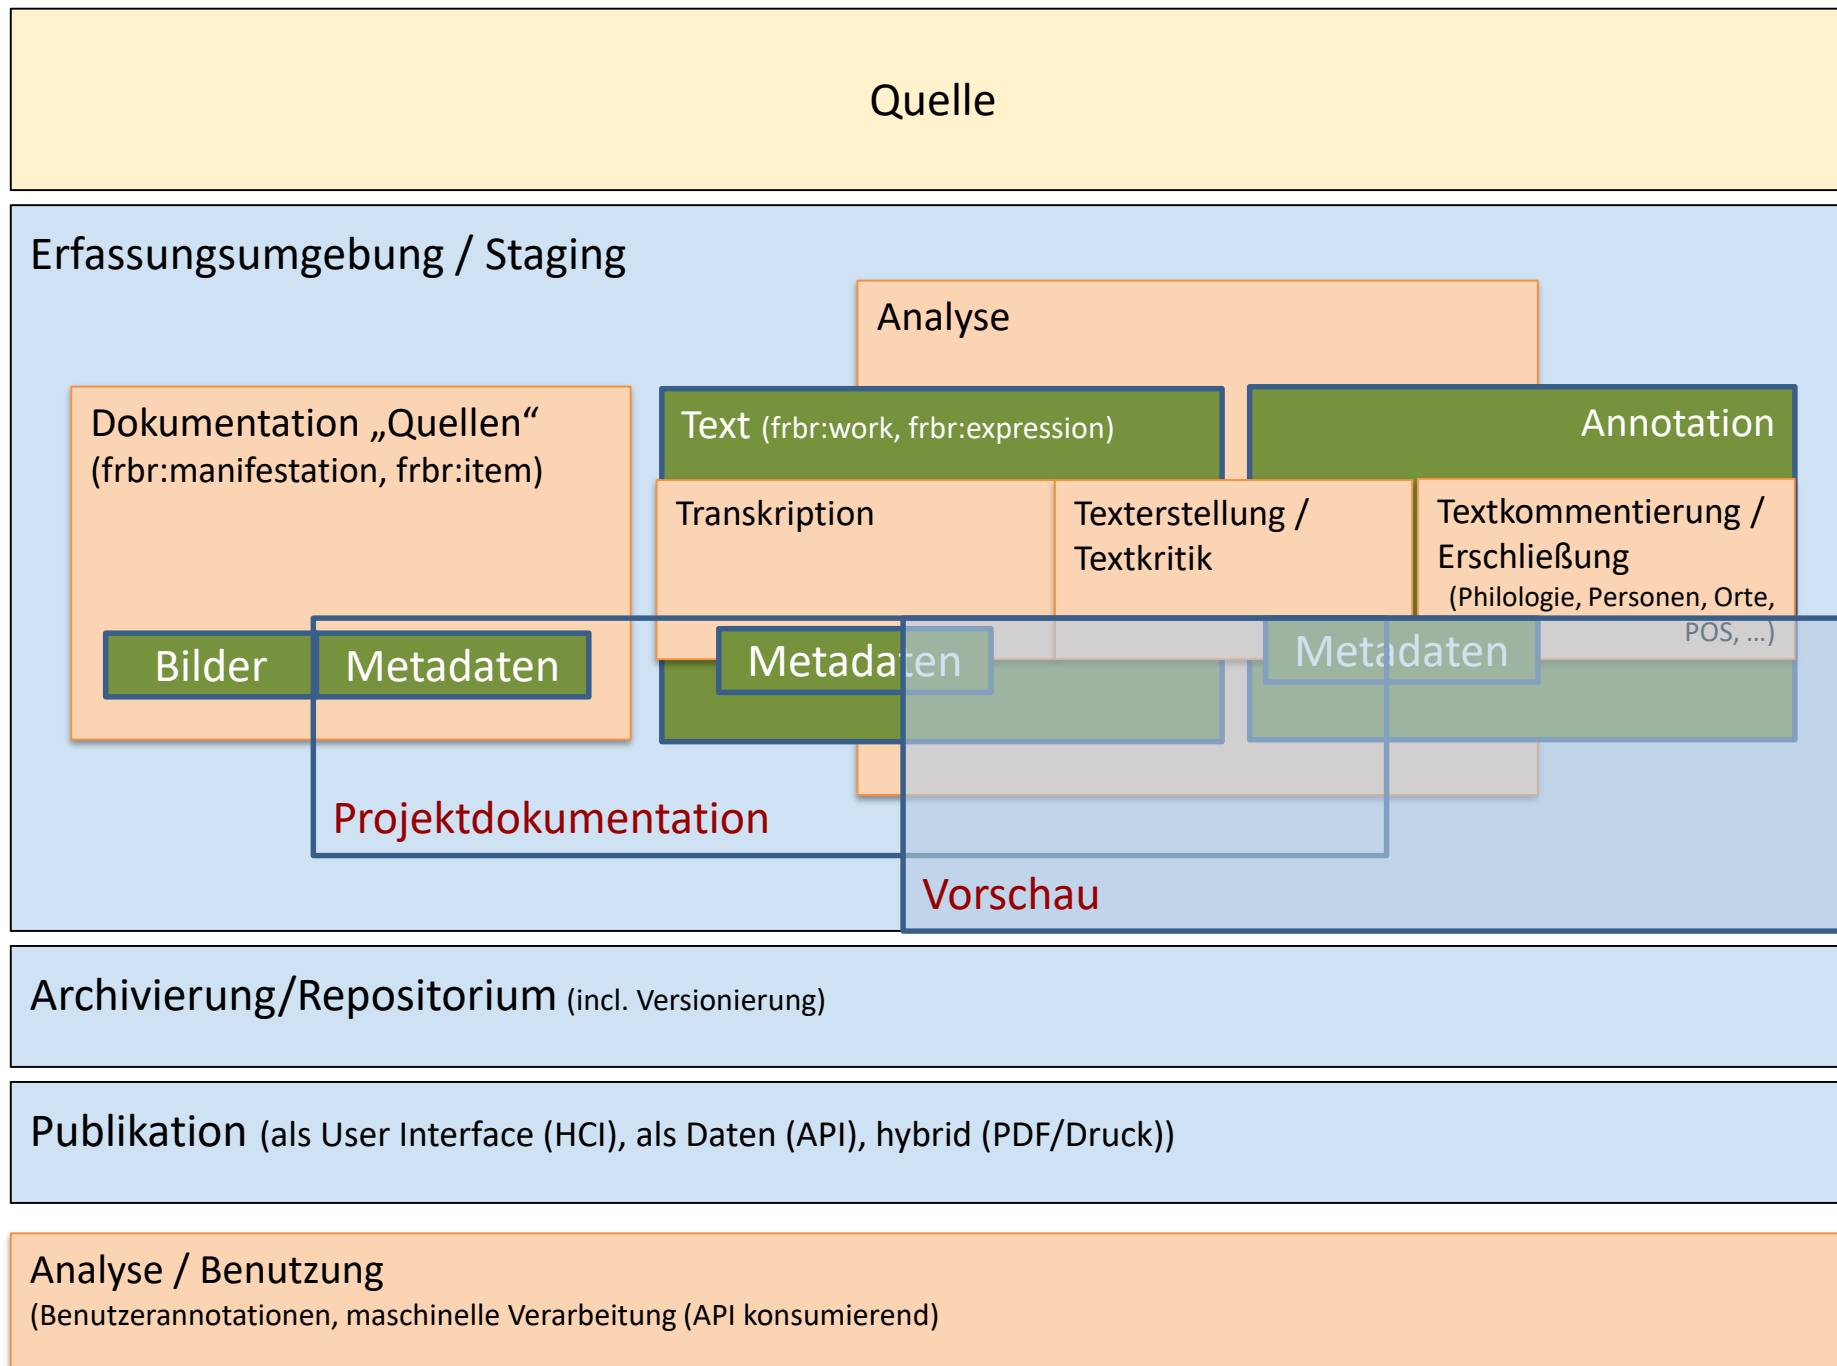 Quelle
Erfassungsumgebung / Staging
Analyse
Dokumentation „Quellen“
(frbr:manifestation, frbr:item)
Text (frbr:work, frbr:expression)
Annotation
Transkription
Texterstellung /
Textkritik
Textkommentierung /
Erschließung
(Philologie, Personen, Orte,
POS, ...)
Bilder
Metadaten
Metadaten
Metadaten
Projektdokumentation
Vorschau
Archivierung/Repositorium (incl. Versionierung)
Publikation (als User Interface (HCI), als Daten (API), hybrid (PDF/Druck))
Analyse / Benutzung
(Benutzerannotationen, maschinelle Verarbeitung (API konsumierend)